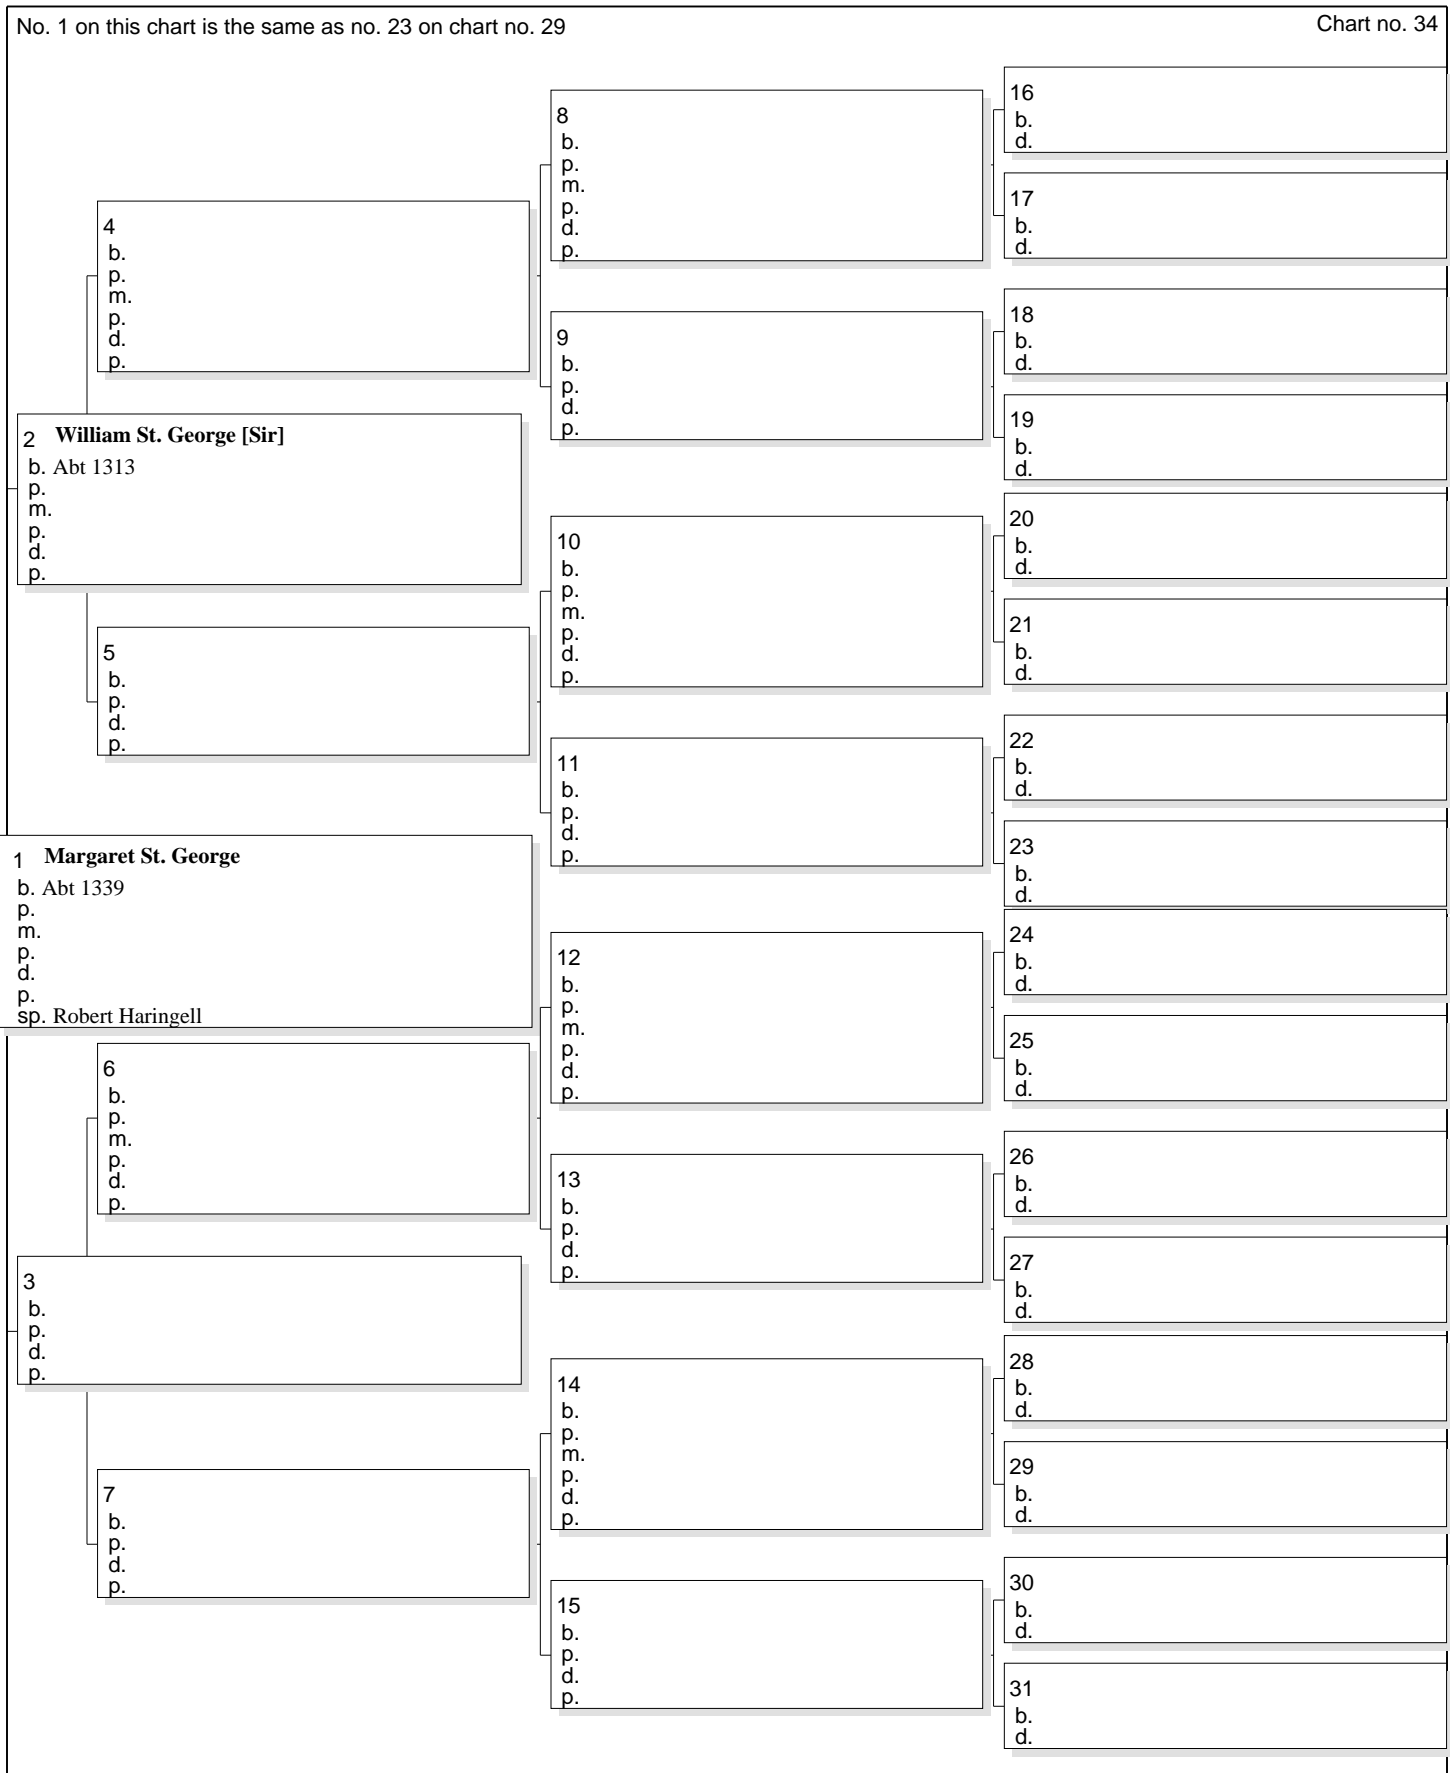 No. 1 on this chart is the same as no. 23 on chart no. 29
Chart no. 34
16
b.
d.
8
b.
p.
m.
p.
d.
p.
17
b.
d.
4
b.
p.
m.
p.
d.
p.
18
b.
d.
9
b.
p.
d.
p.
19
b.
d.
2 William St. George [Sir]
b. Abt 1313
p.
m.
p.
d.
p.
20
b.
d.
10
b.
p.
m.
p.
d.
p.
21
b.
d.
5
b.
p.
d.
p.
22
b.
d.
11
b.
p.
d.
p.
23
b.
d.
1 Margaret St. George
b. Abt 1339
p.
m.
p.
d.
p.
sp. Robert Haringell
24
b.
d.
12
b.
p.
m.
p.
d.
p.
25
b.
d.
6
b.
p.
m.
p.
d.
p.
26
b.
d.
13
b.
p.
d.
p.
27
b.
d.
3
b.
p.
d.
p.
28
b.
d.
14
b.
p.
m.
p.
d.
p.
29
b.
d.
7
b.
p.
d.
p.
30
b.
d.
15
b.
p.
d.
p.
31
b.
d.